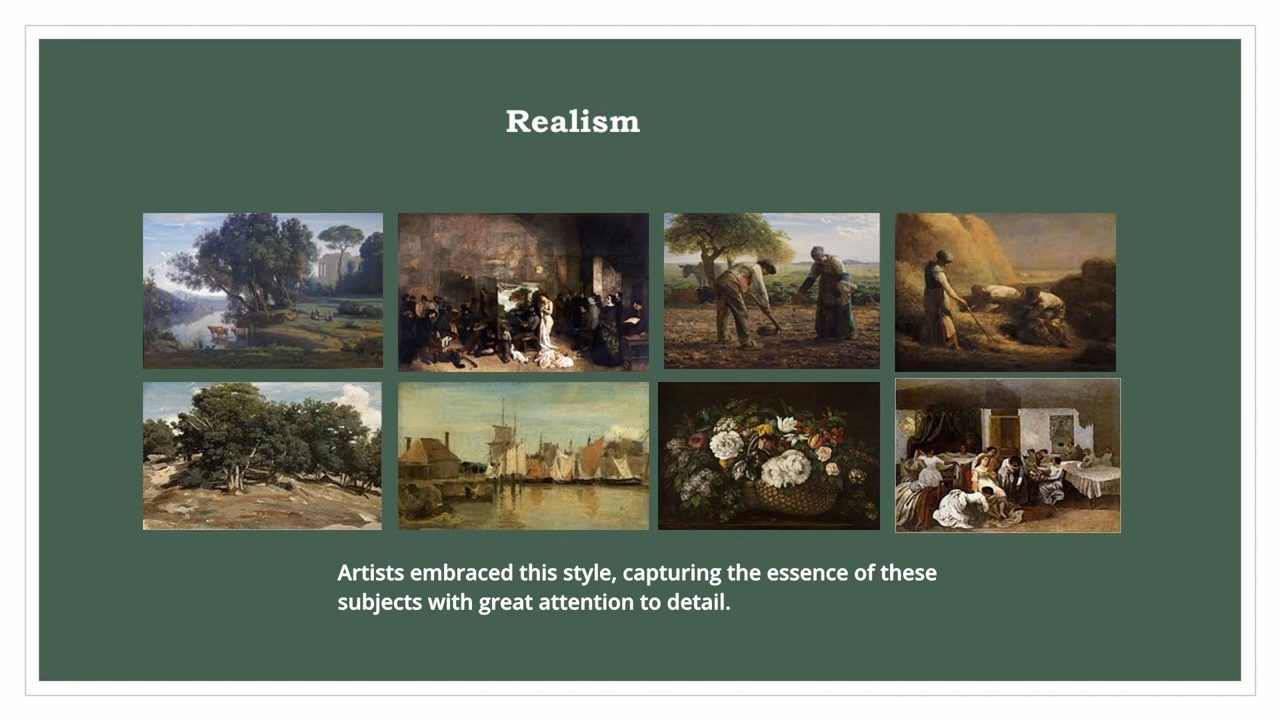 Realism
Artists embraced this style, capturing the essence of these
subjects with great attention to detail.